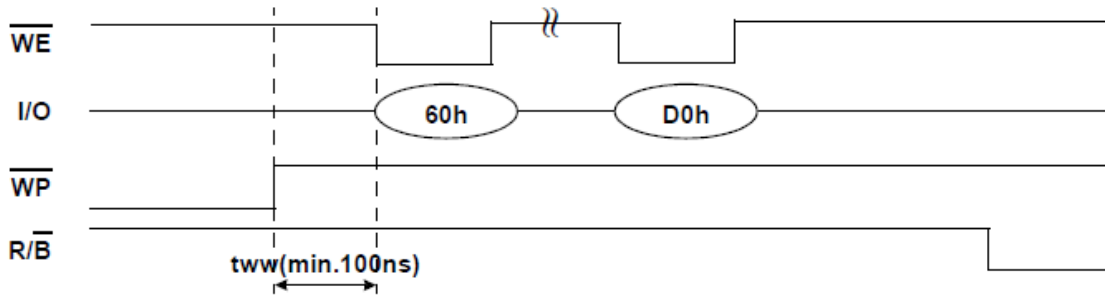 WE
I/O
60h
D0h
WP
R/B
tww(min.100ns)